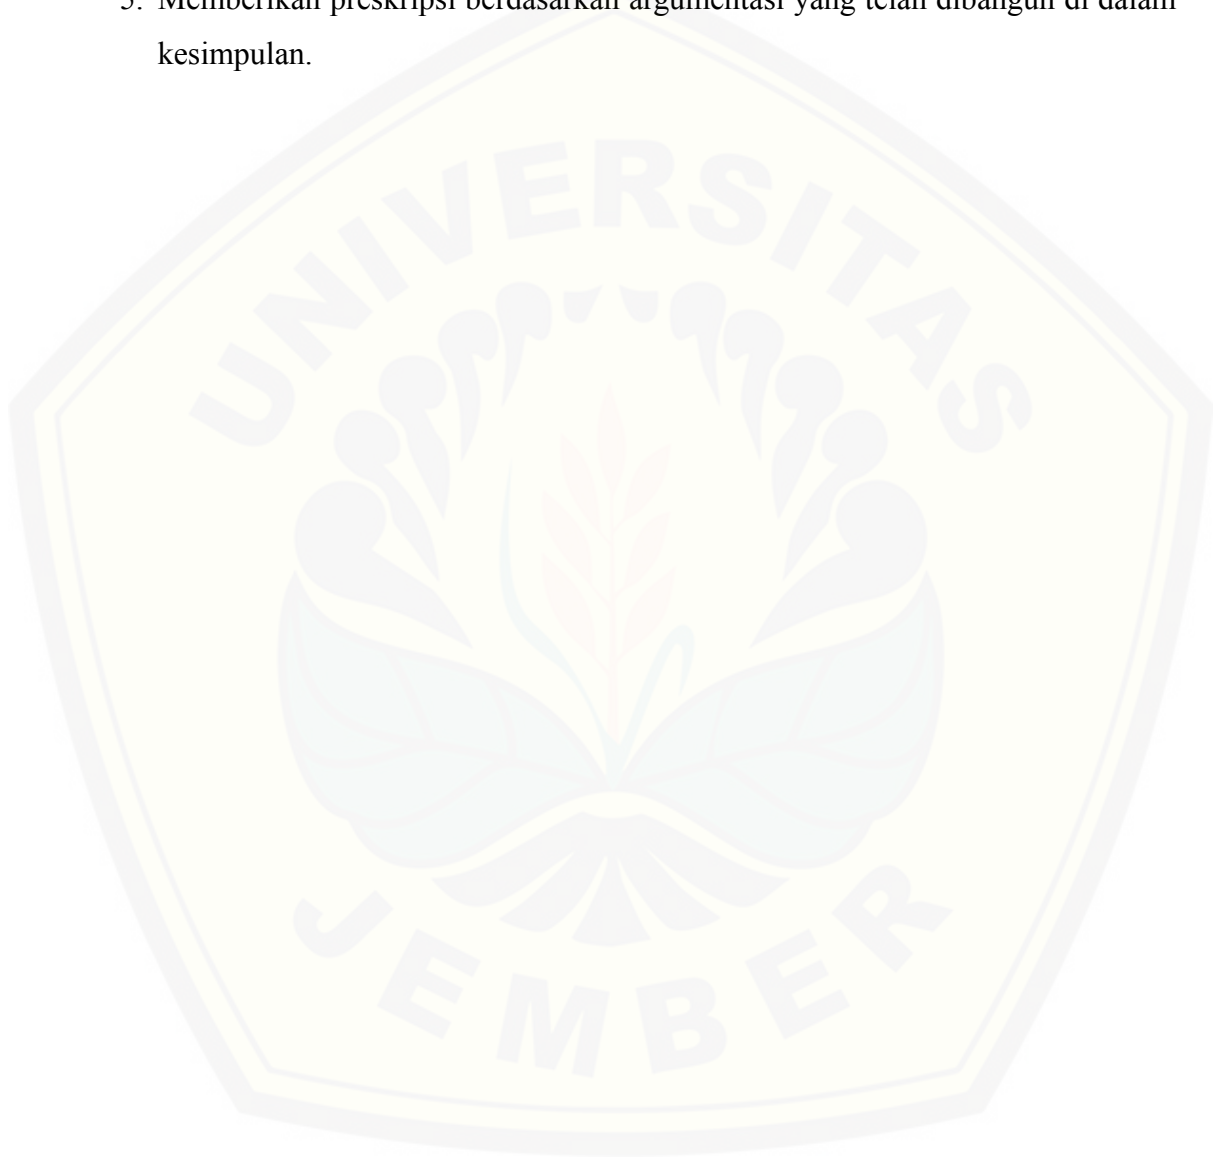 5. Memberikan preskripsi berdasarkan argumentasi yang telah dibangun di dalam
kesimpulan.
UNIVERSITAS
JEMBER